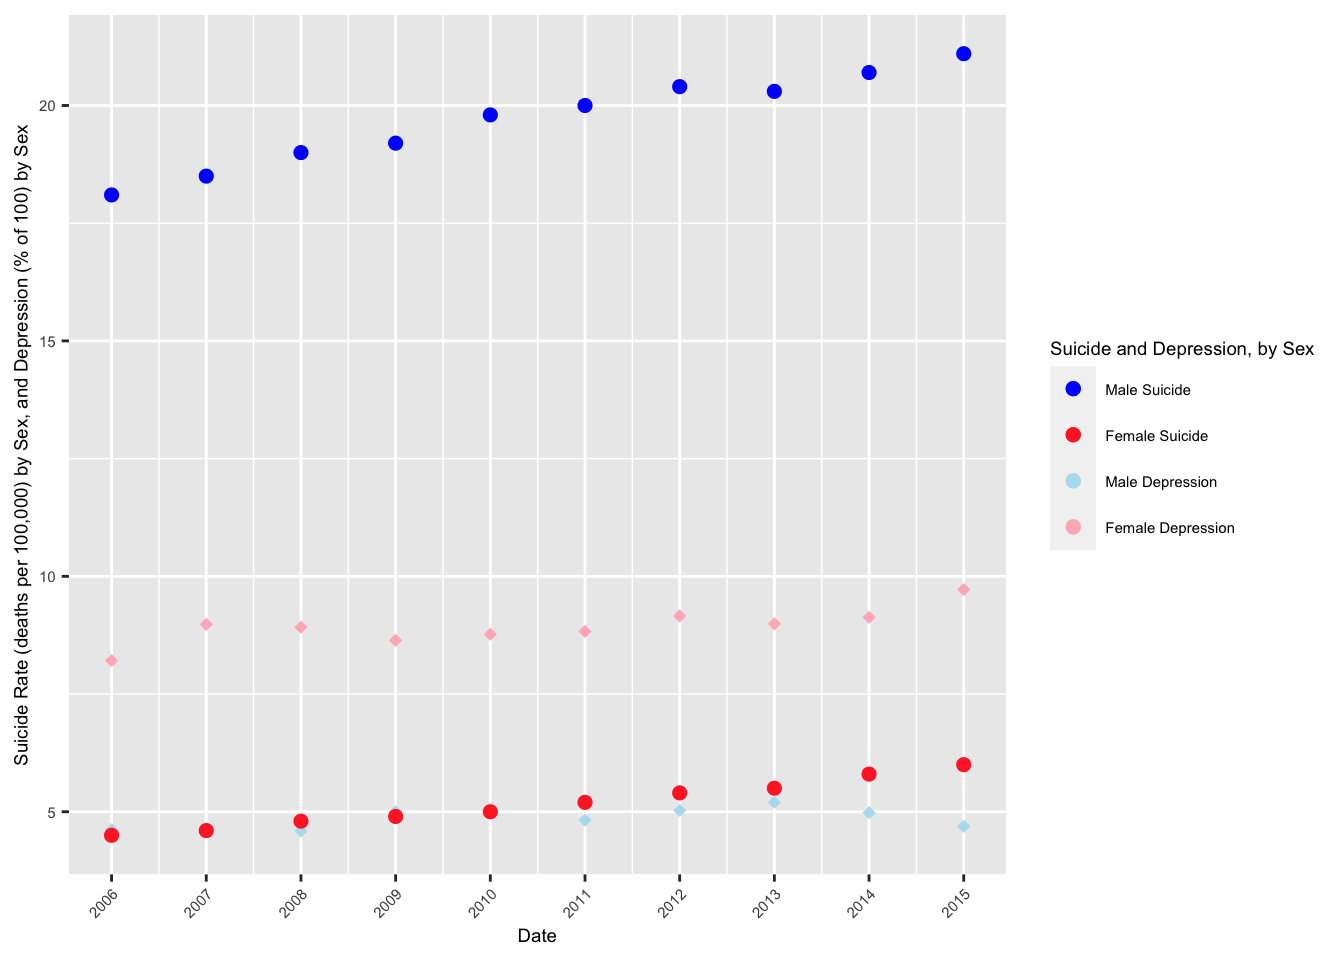 Suicide Rate (deaths per 100,000) by Sex, and Depression (% of 100) by Sex
20
15
10
5
2006
2007
2008
2009
2010
2011
2012
2013
2014
2015
Date
Suicide and Depression, by Sex
Male Suicide
Female Suicide
Male Depression
Female Depression